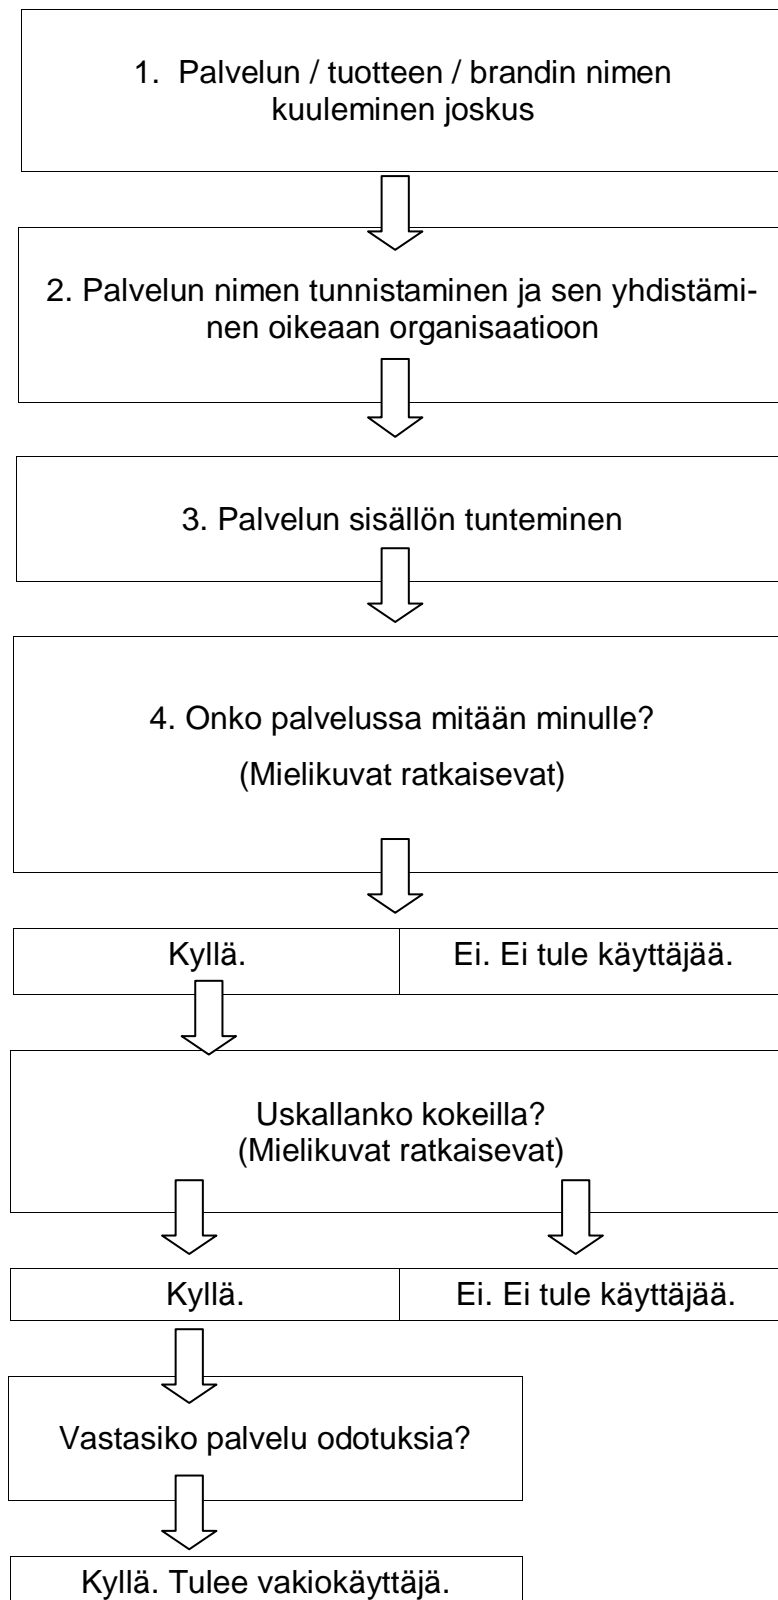 1. Palvelun / tuotteen / brandin nimen
kuuleminen joskus
2. Palvelun nimen tunnistaminen ja sen yhdistämi-
nen oikeaan organisaatioon
3. Palvelun sisällön tunteminen
4. Onko palvelussa mitään minulle?
(Mielikuvat ratkaisevat)
Kyllä.
Ei. Ei tule käyttäjää.
Uskallanko kokeilla?
(Mielikuvat ratkaisevat)
Kyllä.
Ei. Ei tule käyttäjää.
Vastasiko palvelu odotuksia?
Kyllä. Tulee vakiokäyttäjä.